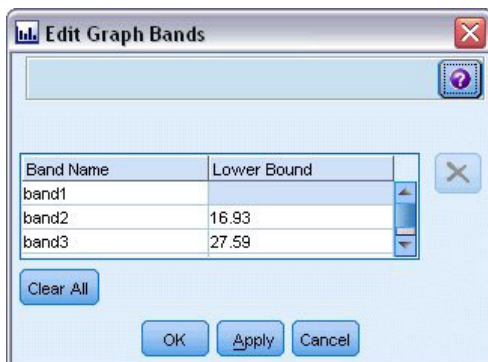 Edit Graph Bands
Band Name Lower Bound
band1
band2 16.93
band3 27.59
Clear All
OK Apply Cancel